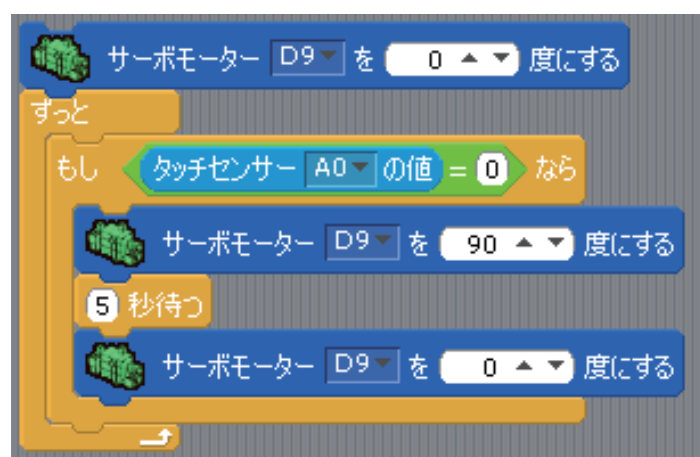 サーボモーター D9 を 0 度にする
ずっと
もし タッチセンサー A0 の値 = 0 なら
サーボモーター D9 を 90 度にする
5 秒待つ
サーボモーター D9 を 0 度にする